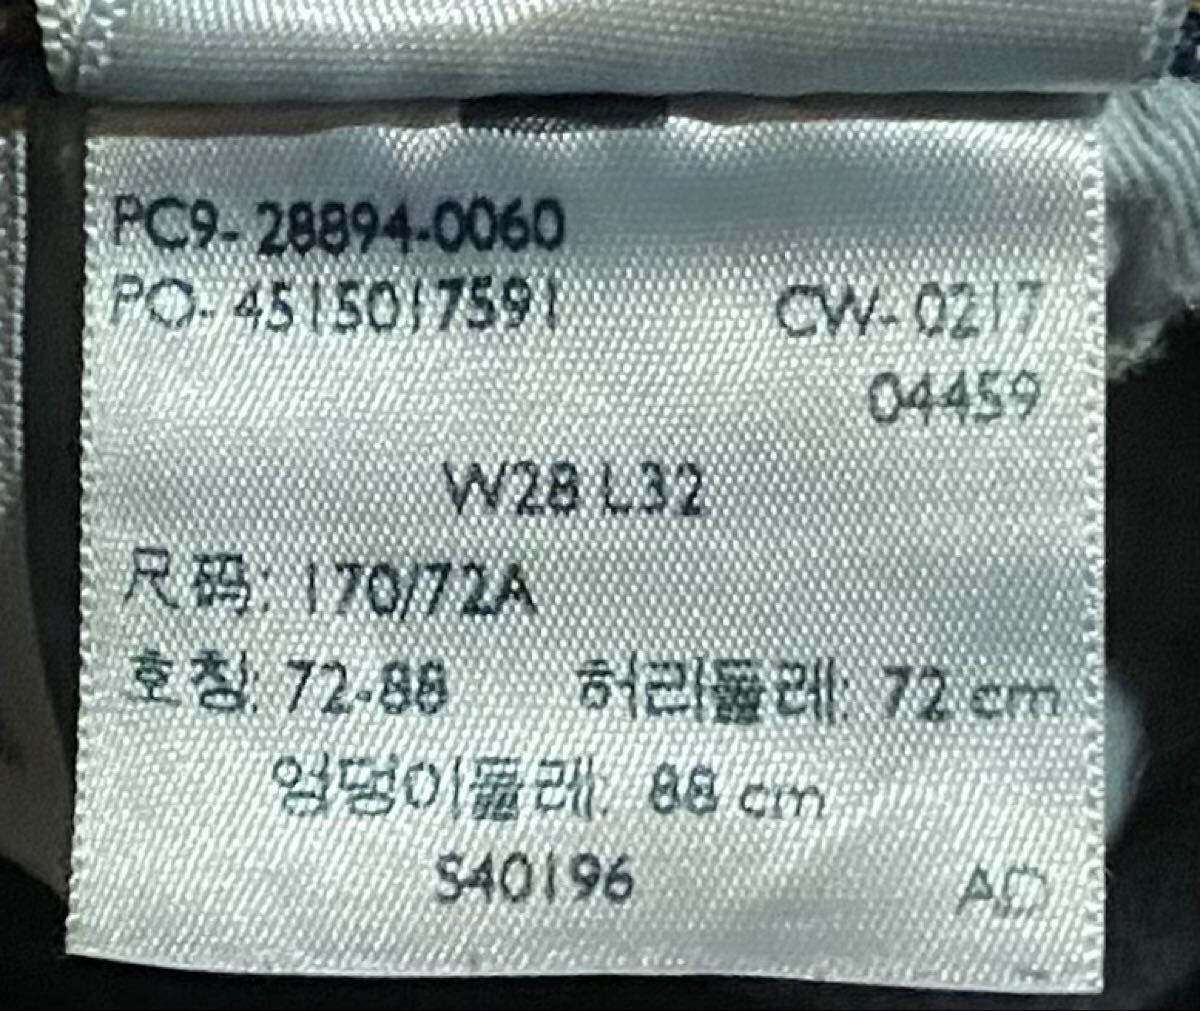 PC9- 28894-0060
PO- 4515017591 CW- 0217
04459
W28 L32
尺码: 170/72A
호칭: 72-88 허리둘레: 72 cm
엉덩이둘레: 88 cm
S40196